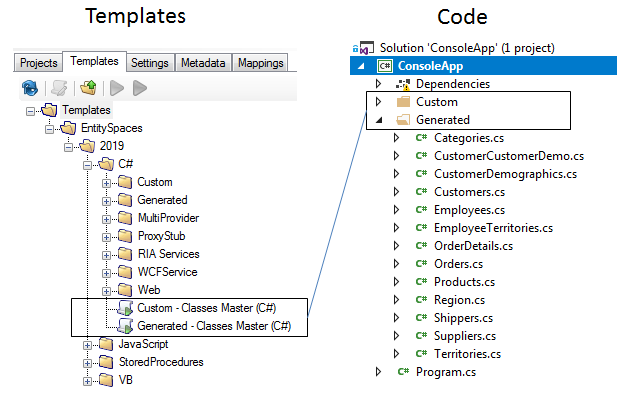 Templates
Projects Templates Settings Metadata Mappings
Templates
EntitySpaces
2019
C#
Custom
Generated
MultiProvider
ProxyStub
RIA Services
WCFService
Web
Custom - Classes Master (C#)
Generated - Classes Master (C#)
JavaScript
StoredProcedures
VB
Code
Solution 'ConsoleApp' (1 project)
C# ConsoleApp
Dependencies
Custom
Generated
C# Categories.cs
C# CustomerCustomerDemo.cs
C# CustomerDemographics.cs
C# Customers.cs
C# Employees.cs
C# EmployeeTerritories.cs
C# OrderDetails.cs
C# Orders.cs
C# Products.cs
C# Region.cs
C# Shippers.cs
C# Suppliers.cs
C# Territories.cs
C# Program.cs